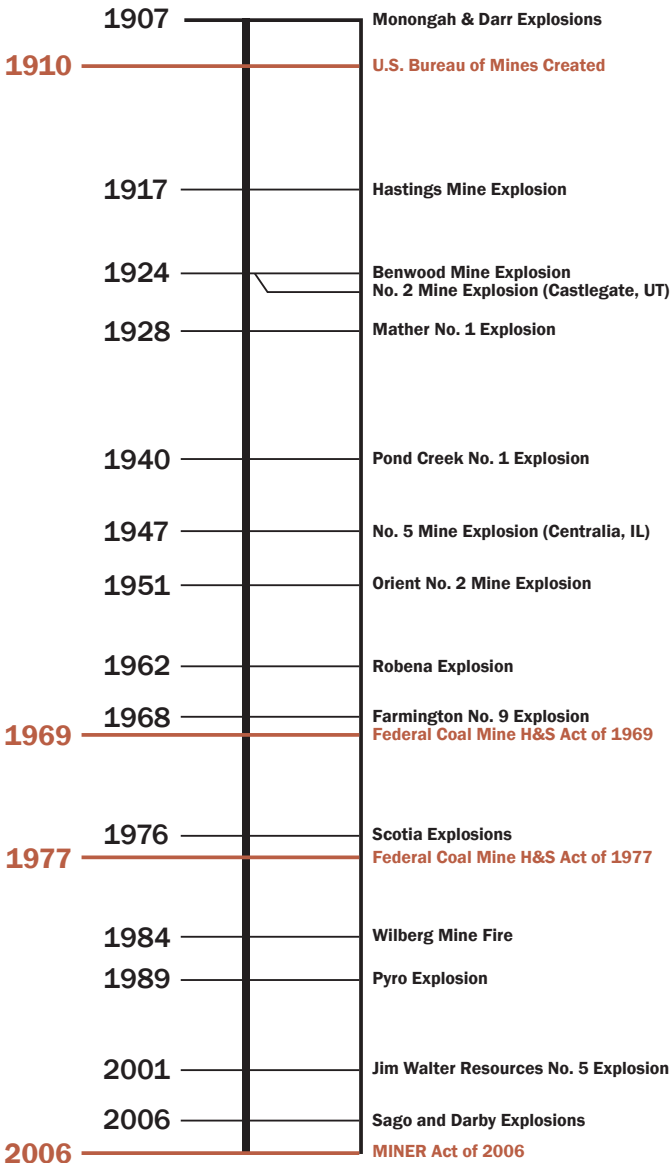 1907 Monongah & Darr Explosions
1910 U.S. Bureau of Mines Created
1917 Hastings Mine Explosion
1924 Benwood Mine Explosion
No. 2 Mine Explosion (Castlegate, UT)
1928 Mather No. 1 Explosion
1940 Pond Creek No. 1 Explosion
1947 No. 5 Mine Explosion (Centralia, IL)
1951 Orient No. 2 Mine Explosion
1962 Robena Explosion
1968 Farmington No. 9 Explosion
1969 Federal Coal Mine H&S Act of 1969
1976 Scotia Explosions
1977 Federal Coal Mine H&S Act of 1977
1984 Wilberg Mine Fire
1989 Pyro Explosion
2001 Jim Walter Resources No. 5 Explosion
2006 Sago and Darby Explosions
2006 MINER Act of 2006